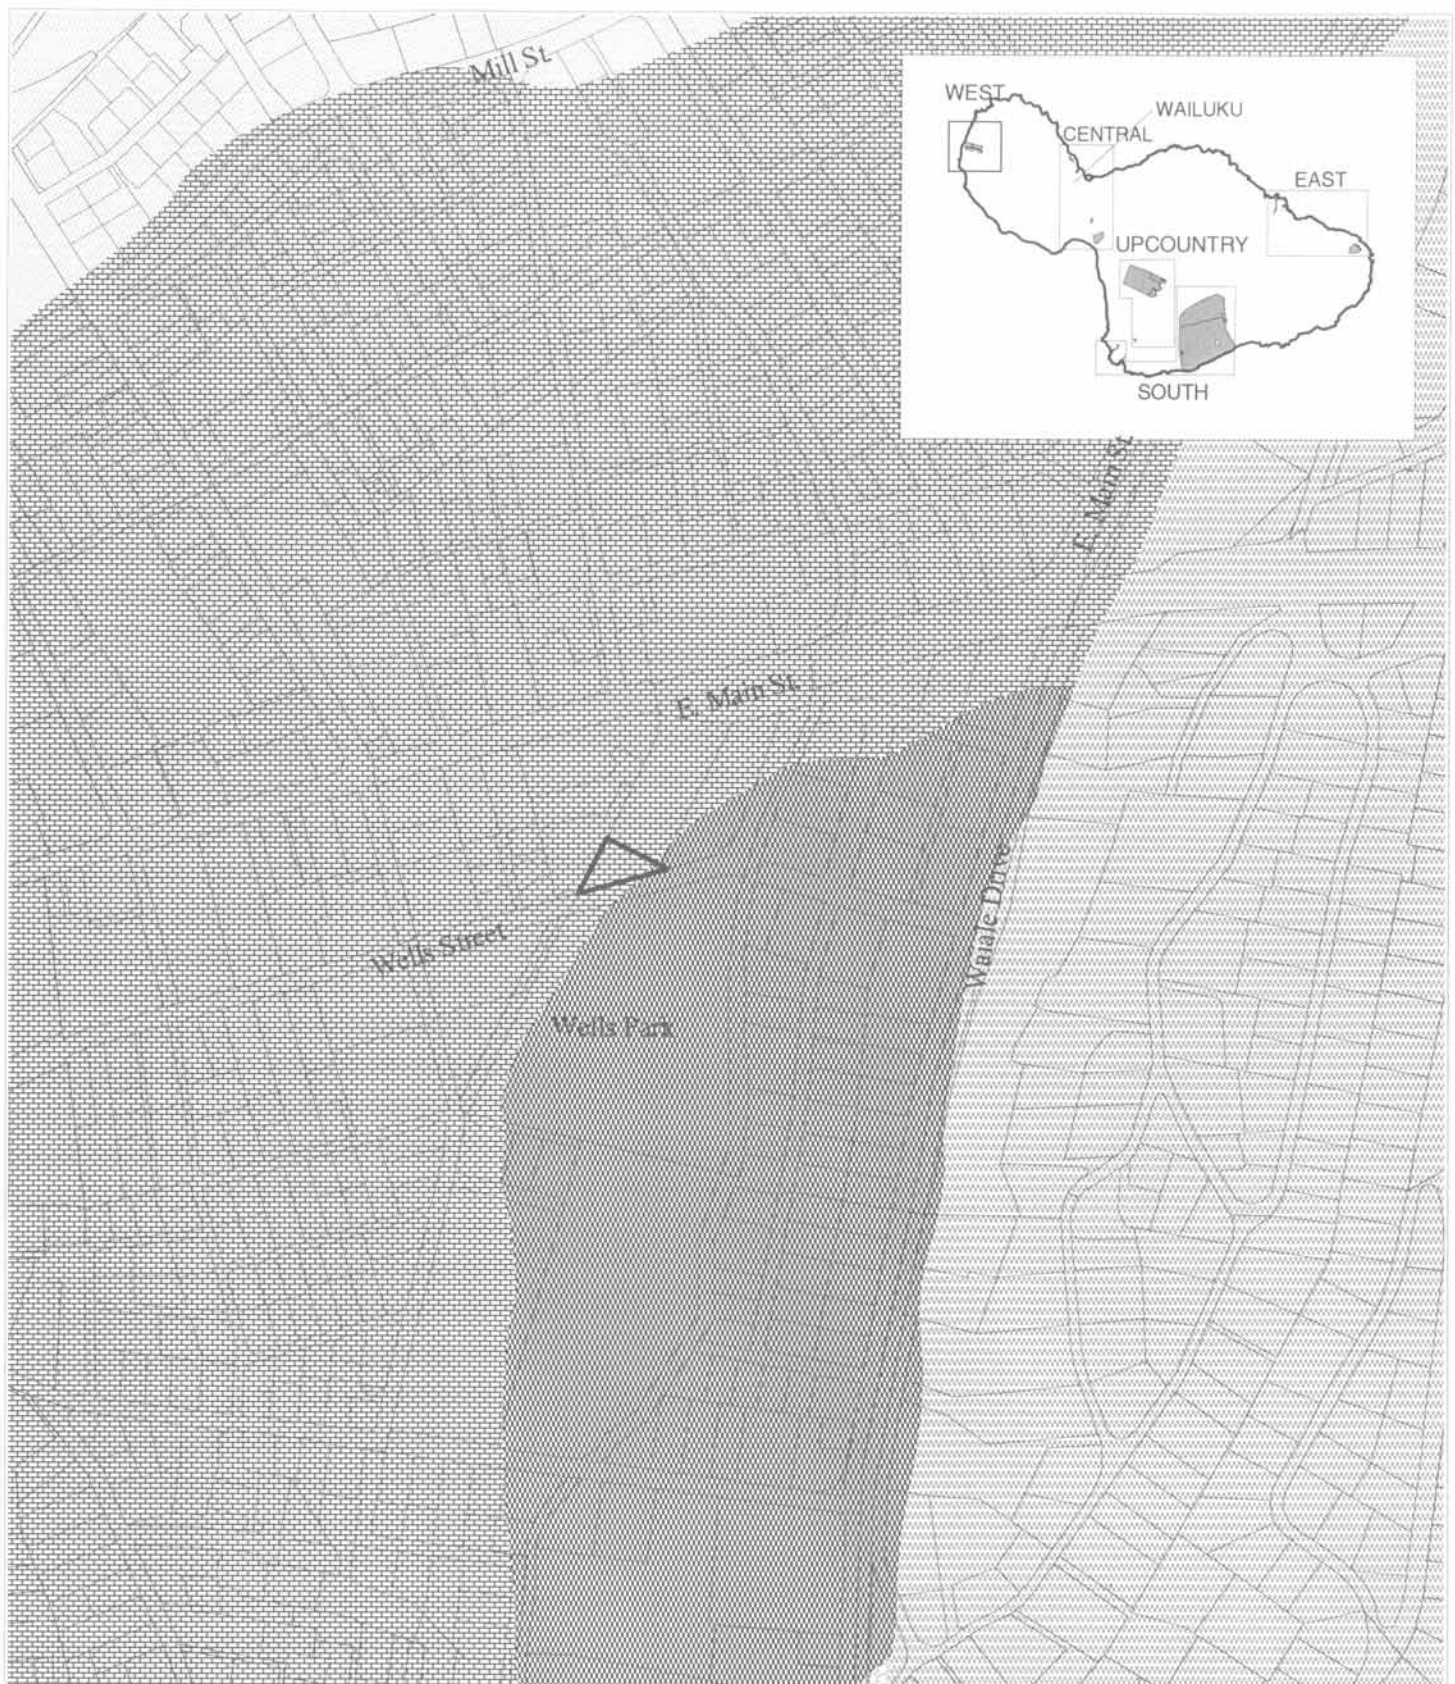 Mill St.
WEST
WAILUKU
CENTRAL
EAST
UPCOUNTRY
SOUTH
E. Main St.
E. Main St.
Waiale Drive
Wells Street
Wells Park